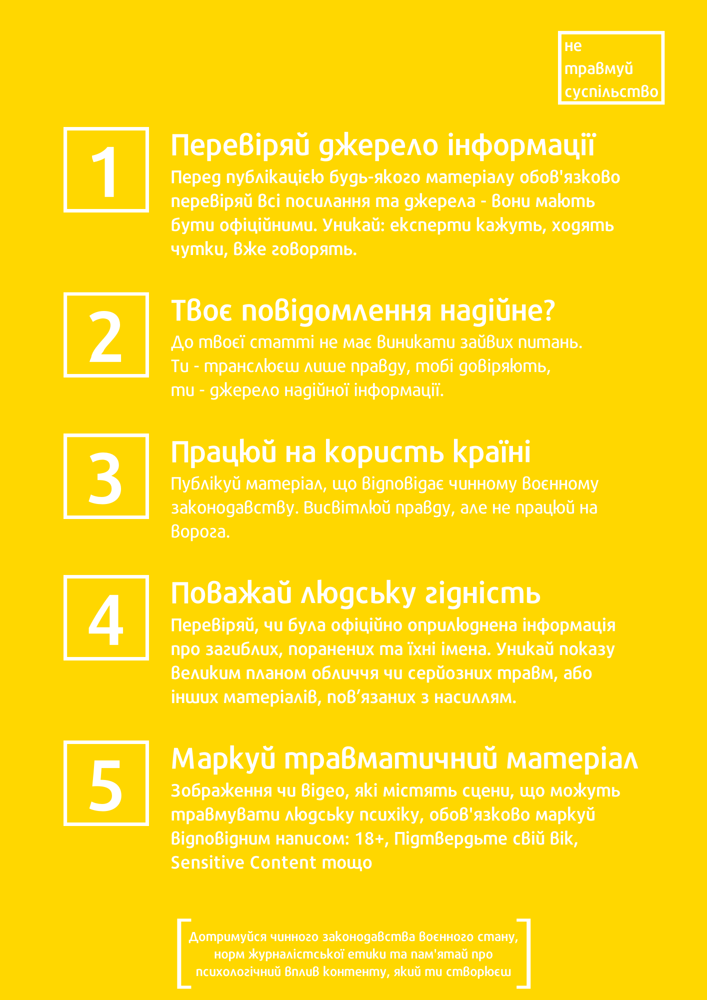 не
травмуй
суспільство
1
Перевіряй джерело інформації
Перед публікацією будь-якого матеріалу обов'язково
перевіряй всі посилання та джерела - вони мають
бути офіційними. Уникай: експерти кажуть, ходять
чутки, вже говорять.
2
Твоє повідомлення надійне?
До твоєї статті не має виникати зайвих питань.
Ти - транслюєш лише правду, тобі довіряють,
ти - джерело надійної інформації.
3
Працюй на користь країні
Публікуй матеріал, що відповідає чинному воєнному
законодавству. Висвітлюй правду, але не працюй на
ворога.
4
Поважай людську гідність
Перевіряй, чи була офіційно оприлюднена інформація
про загиблих, поранених та їхні імена. Уникай показу
великим планом обличчя чи серйозних травм, або
інших матеріалів, пов’язаних з насиллям.
5
Маркуй травматичний матеріал
Зображення чи відео, які містять сцени, що можуть
травмувати людську психіку, обов'язково маркуй
відповідним написом: 18+, Підтвердьте свій вік,
Sensitive Content тощо
Дотримуйся чинного законодавства воєнного стану,
норм журналістської етики та пам'ятай про
психологічний вплив контенту, який ти створюєш